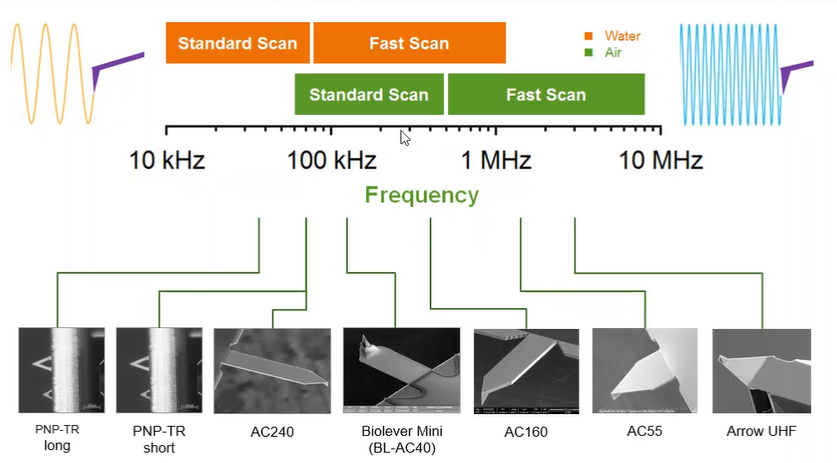 Standard Scan
Fast Scan
Water
Air
Standard Scan
Fast Scan
10 kHz
100 kHz
1 MHz
10 MHz
Frequency
PNP-TR
long
PNP-TR
short
AC240
Biolever Mini
(BL-AC40)
AC160
AC55
Arrow UHF